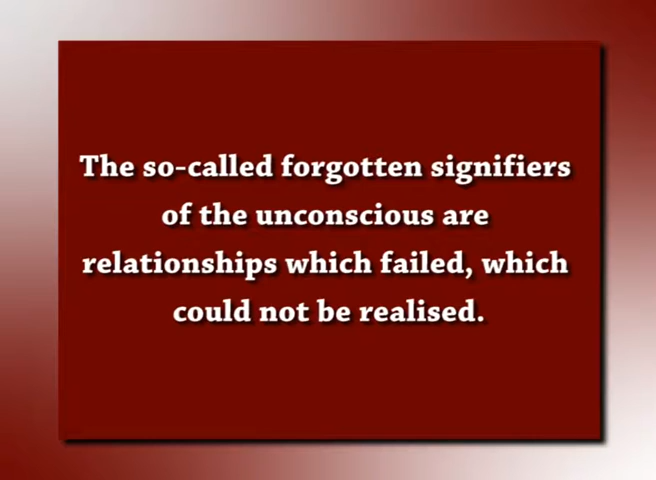 The so-called forgotten signifiers
of the unconscious are
relationships which failed, which
could not be realised.